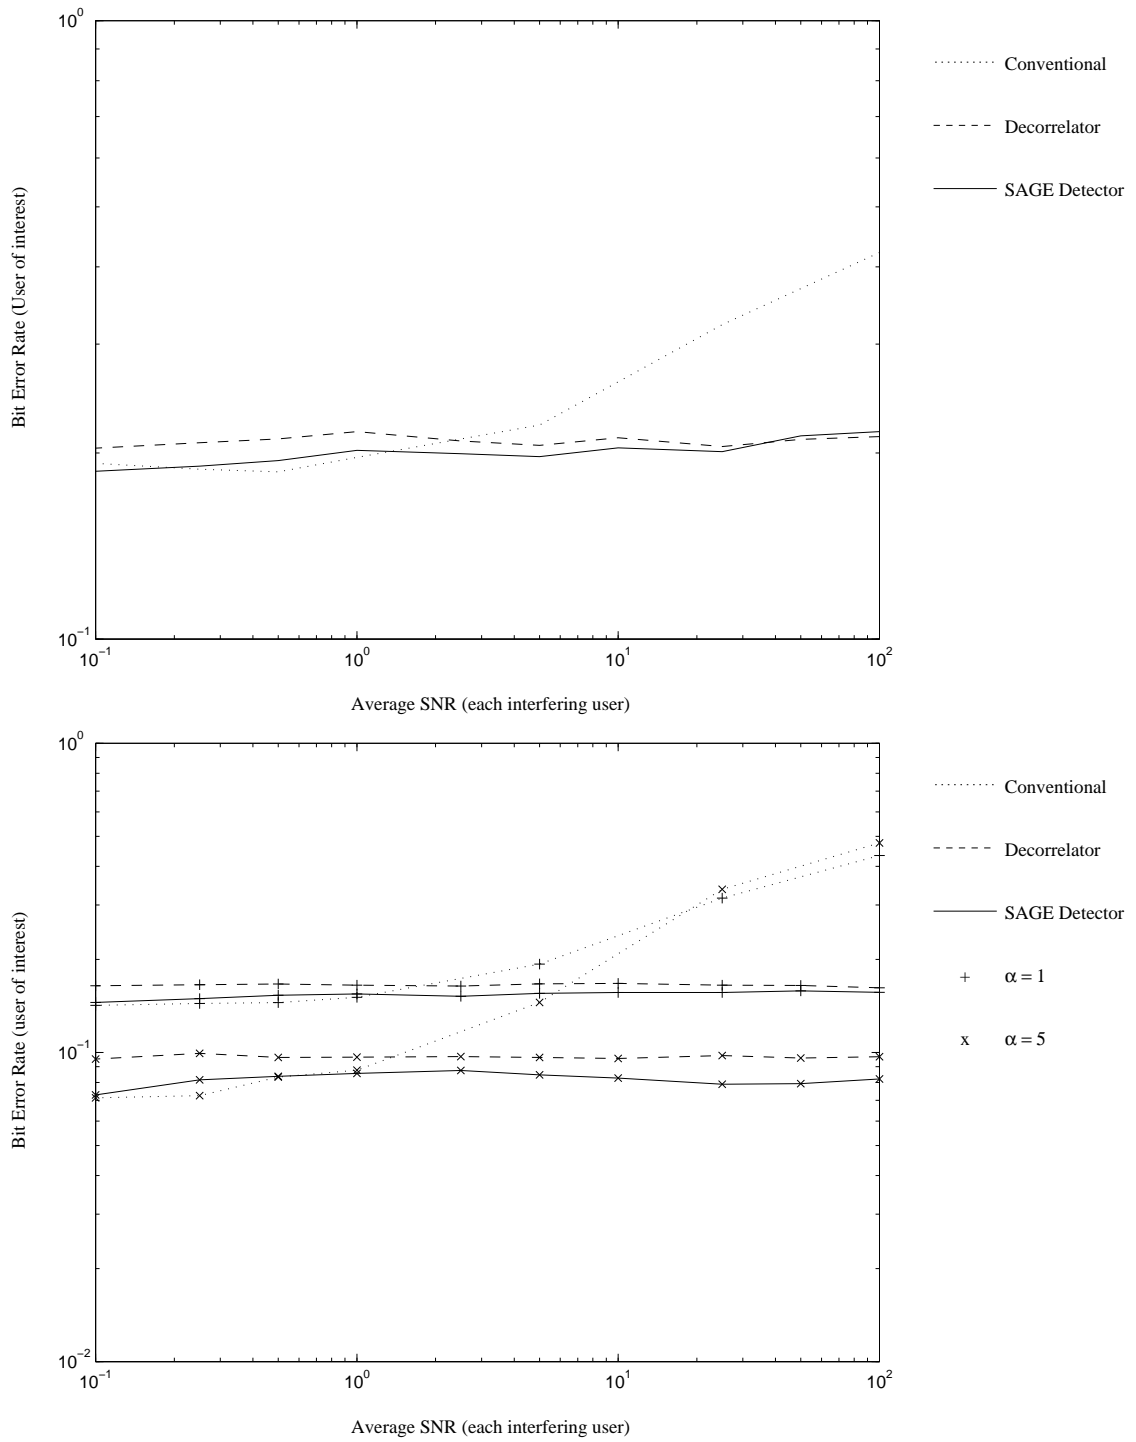 10^0
Conventional
Decorrelator
SAGE Detector
Bit Error Rate (User of interest)
10^-1
10^-1 10^0 10^1 10^2
Average SNR (each interfering user)
10^0
Conventional
Decorrelator
SAGE Detector
+ α = 1
x α = 5
Bit Error Rate (user of interest)
10^-1
10^-2
10^-1 10^0 10^1 10^2
Average SNR (each interfering user)